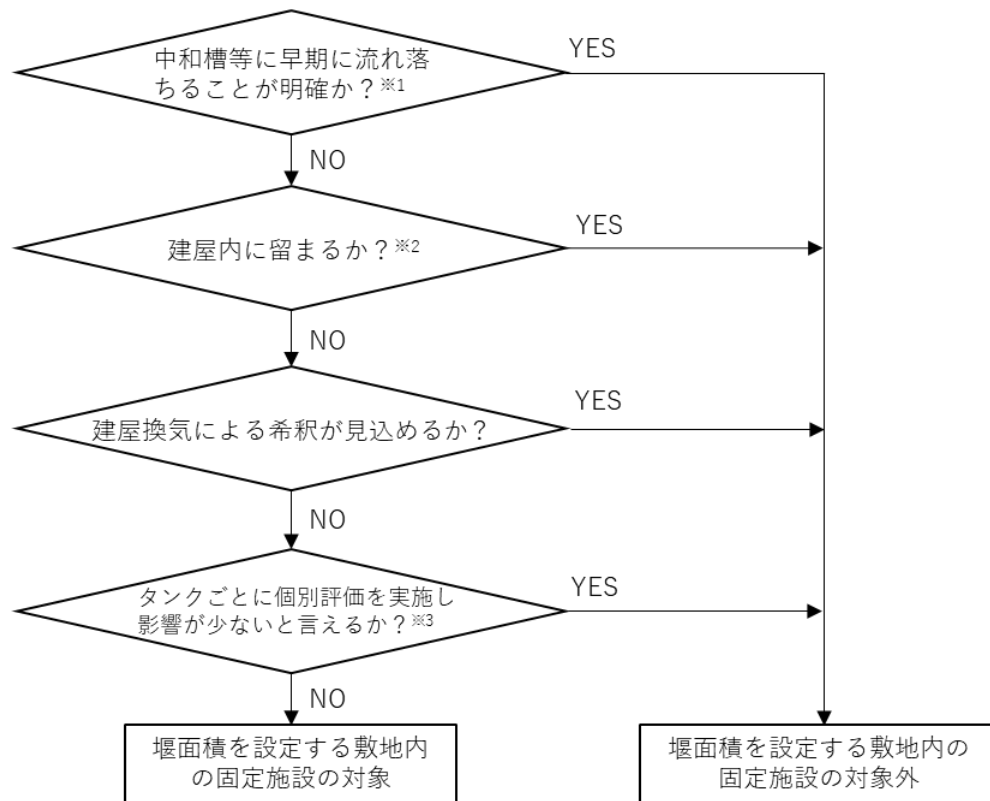 中和槽等に早期に流れ落
ちることが明確か？※1
YES
NO
建屋内に留まるか？※2
YES
NO
建屋換気による希釈が見込めるか？
YES
NO
タンクごとに個別評価を実施し
影響が少ないと言えるか？※3
YES
NO
堰面積を設定する敷地内
の固定施設の対象
堰面積を設定する敷地内の
固定施設の対象外